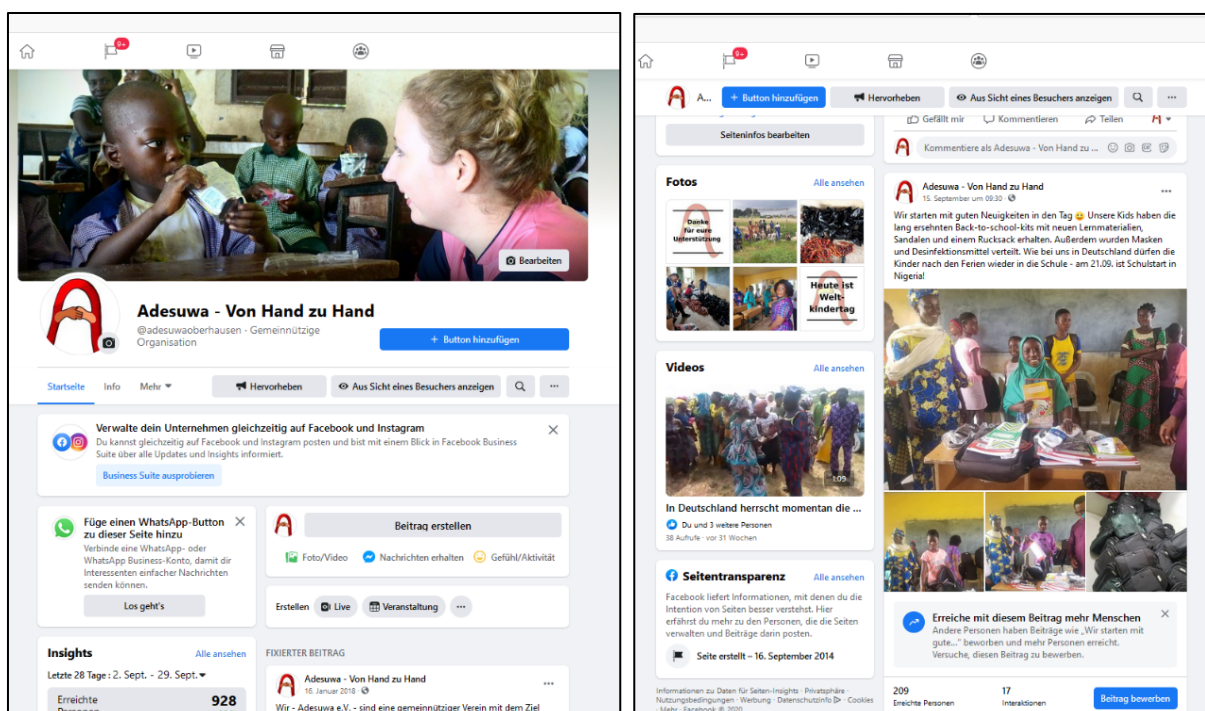 9+
Bearbeiten
Adesuwa - Von Hand zu Hand
@adesuwaoberhausen · Gemeinnützige
Organisation
+ Button hinzufügen
Startseite Info Mehr
Hervorheben
Aus Sicht eines Besuchers anzeigen
...
Verwalte dein Unternehmen gleichzeitig auf Facebook und Instagram
Du kannst gleichzeitig auf Facebook und Instagram posten und bist mit einem Blick in Facebook Business
Suite über alle Updates und Insights informiert.
Business Suite ausprobieren
Füge einen WhatsApp-Button
zu dieser Seite hinzu
Verbinde eine WhatsApp- oder
WhatsApp Business-Konto, damit dir
Interessenten einfacher Nachrichten
senden können.
Los geht's
Beitrag erstellen
Foto/Video
Nachrichten erhalten
Gefühl/Aktivität
Erstellen
Live
Veranstaltung
...
Insights
Alle ansehen
Letzte 28 Tage : 2. Sept. - 29. Sept.
Erreichte
928
FIXIERTER BEITRAG
Adesuwa - Von Hand zu Hand
16. Januar 2018 ·
...
Wir - Adesuwa e.V. - sind eine gemeinnütziger Verein mit dem Ziel
9+
A...
+ Button hinzufügen
Hervorheben
Aus Sicht eines Besuchers anzeigen
...
Seiteninfos bearbeiten
Fotos
Alle ansehen
Danke
für eure
Unterstützung
Heute ist
Welt-
kindertag
Videos
Alle ansehen
1:09
In Deutschland herrscht momentan die ...
Du und 3 weitere Personen
38 Aufrufe · vor 31 Wochen
Seitentransparenz
Alle ansehen
Facebook liefert Informationen, mit denen du die
Intention von Seiten besser verstehst. Hier
erfährst du mehr zu den Personen, die die Seiten
verwalten und Beiträge darin posten.
Seite erstellt – 16. September 2014
Informationen zu Daten für Seiten-Insights · Privatsphäre ·
Nutzungsbedingungen · Werbung · Datenschutzinfo · Cookies
· Mehr · Facebook © 2020
Gefällt mir
Kommentieren
Teilen
Kommentiere als Adesuwa - Von Hand zu ...
Adesuwa - Von Hand zu Hand
15. September um 09:30 ·
...
Wir starten mit guten Neuigkeiten in den Tag 😀 Unsere Kids haben die
lang ersehnten Back-to-school-kits mit neuen Lernmaterialien,
Sandalen und einem Rucksack erhalten. Außerdem wurden Masken
und Desinfektionsmittel verteilt. Wie bei uns in Deutschland dürfen die
Kinder nach den Ferien wieder in die Schule - am 21.09. ist Schulstart in
Nigeria!
Erreiche mit diesem Beitrag mehr Menschen
Andere Personen haben Beiträge wie „Wir starten mit
gute...“ beworben und mehr Personen erreicht.
Versuche, diesen Beitrag zu bewerben.
209
Erreichte Personen
17
Interaktionen
Beitrag bewerben